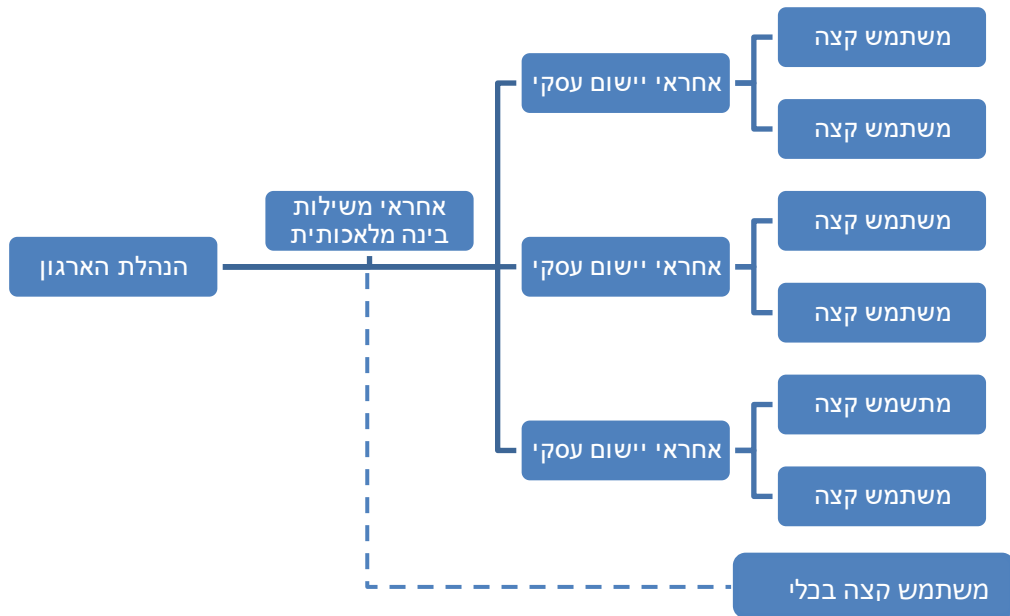 הנהלת הארגון
אחראי משילות
בינה מלאכותית
אחראי יישום עסקי
משתמש קצה
משתמש קצה
אחראי יישום עסקי
משתמש קצה
משתמש קצה
אחראי יישום עסקי
מתשמש קצה
משתמש קצה
משתמש קצה בכלי